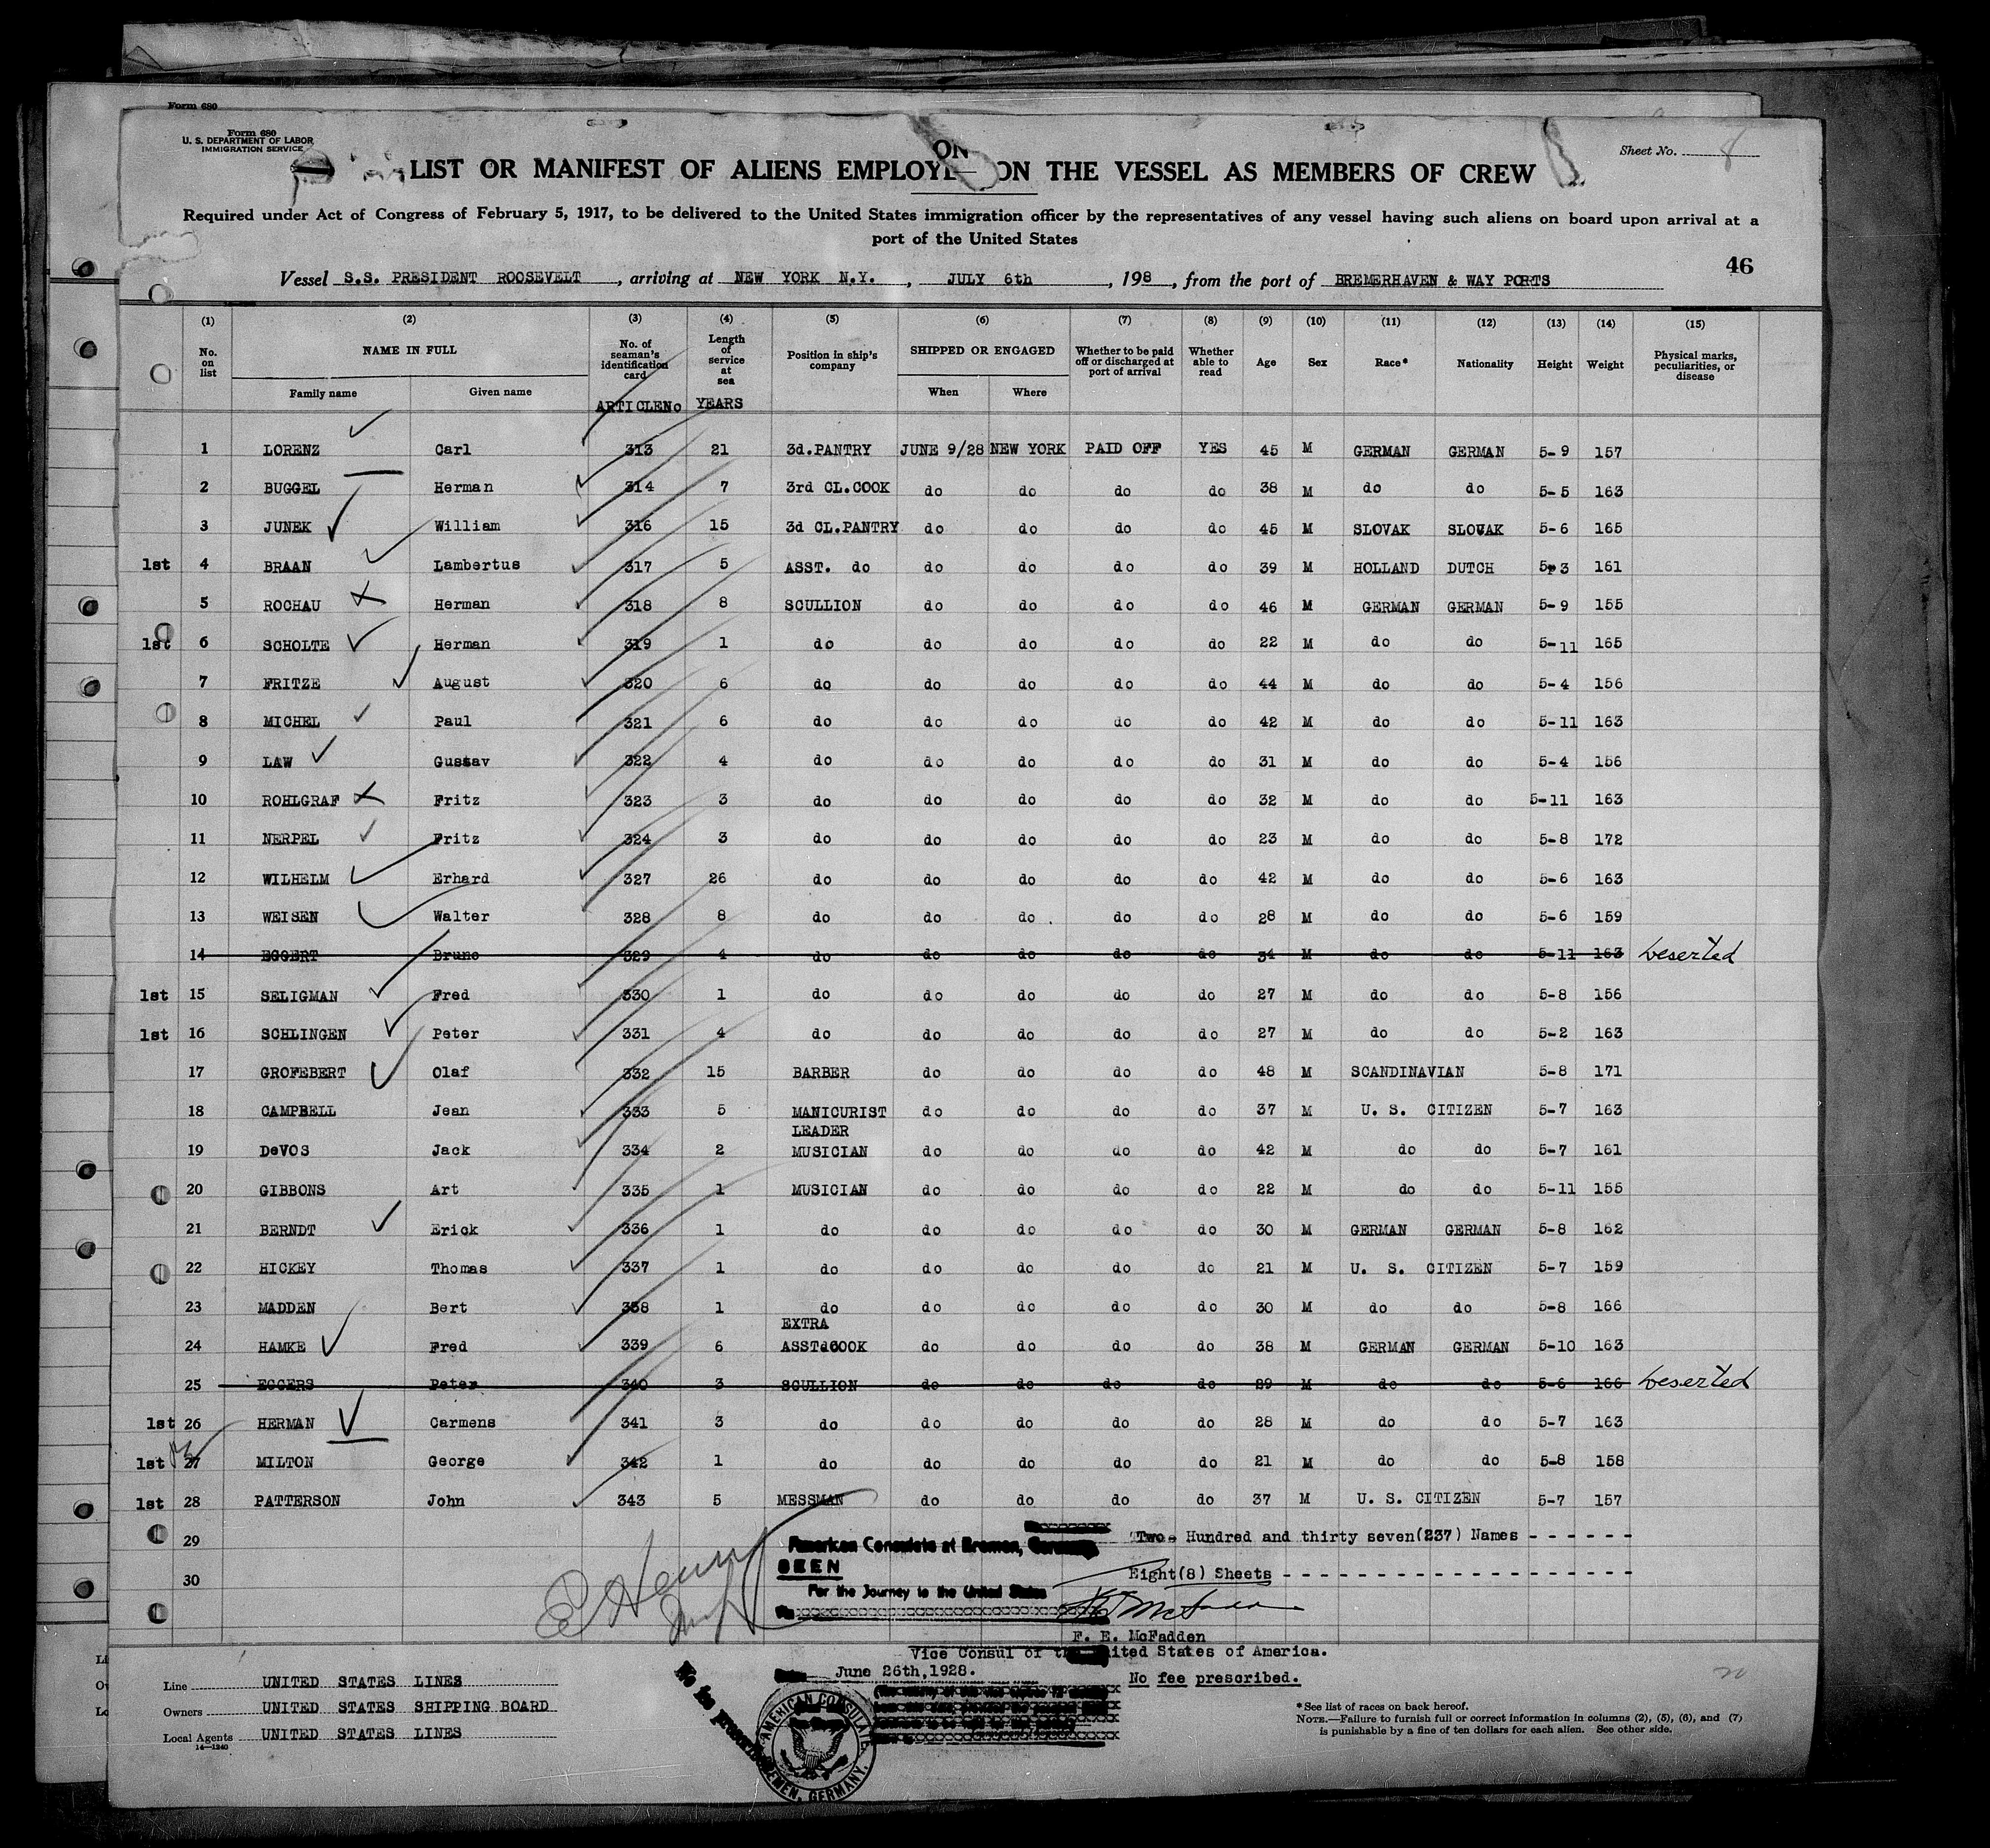 Form 680
Form 680
U. S. DEPARTMENT OF LABOR
IMMIGRATION SERVICE
Sheet No. 8
ON
LIST OR MANIFEST OF ALIENS EMPLOYE ON THE VESSEL AS MEMBERS OF CREW
Required under Act of Congress of February 5, 1917, to be delivered to the United States immigration officer by the representatives of any vessel having such aliens on board upon arrival at a
port of the United States
46
Vessel S.S. PRESIDENT ROOSEVELT, arriving at NEW YORK N.Y., JULY 6th, 198, from the port of BREMERHAVEN & WAY PORTS
(1) (2) (3) (4) (5) (6) (7) (8) (9) (10) (11) (12) (13) (14) (15)
No. on list NAME IN FULL Family name Given name No. of seaman's identification card Length of service at sea Position in ship's company SHIPPED OR ENGAGED When Where Whether to be paid off or discharged at port of arrival Whether able to read Age Sex Race* Nationality Height Weight Physical marks, peculiarities, or disease
ARTICLENo YEARS
1 LORENZ Carl 313 21 3d.PANTRY JUNE 9/28 NEW YORK PAID OFF YES 45 M GERMAN GERMAN 5-9 157
2 BUGGEL Herman 314 7 3rd CL.COOK do do do do 38 M do do 5-5 163
3 JUNEK William 316 15 3d CL.PANTRY do do do do 45 M SLOVAK SLOVAK 5-6 165
1st 4 BRAAN Lambertus 317 5 ASST. do do do do do 39 M HOLLAND DUTCH 5-3 161
5 ROCHAU Herman 318 8 SCULLION do do do do 46 M GERMAN GERMAN 5-9 155
1st 6 SCHOLTE Herman 319 1 do do do do do 22 M do do 5-11 165
7 FRITZE August 320 6 do do do do do 44 M do do 5-4 156
8 MICHEL Paul 321 6 do do do do do 42 M do do 5-11 163
9 LAW Gustav 322 4 do do do do do 31 M do do 5-4 156
10 ROHLGRAF Fritz 323 3 do do do do do 32 M do do 5-11 163
11 NERPEL Fritz 324 3 do do do do do 23 M do do 5-8 172
12 WILHELM Erhard 327 26 do do do do do 42 M do do 5-6 163
13 WEISEN Walter 328 8 do do do do do 28 M do do 5-6 159
14 EGGERT Bruno 329 4 do do do do do 34 M do do 5-11 163 Deserted
1st 15 SELIGMAN Fred 330 1 do do do do do 27 M do do 5-8 156
1st 16 SCHLINGEN Peter 331 4 do do do do do 27 M do do 5-2 163
17 GROFEBERT Olaf 332 15 BARBER do do do do 48 M SCANDINAVIAN 5-8 171
18 CAMPBELL Jean 333 5 MANICURIST do do do do 37 M U. S. CITIZEN 5-7 163
LEADER
19 DeVOS Jack 334 2 MUSICIAN do do do do 42 M do do 5-7 161
20 GIBBONS Art 335 1 MUSICIAN do do do do 22 M do do 5-11 155
21 BERNDT Erick 336 1 do do do do do 30 M GERMAN GERMAN 5-8 162
22 HICKEY Thomas 337 1 do do do do do 21 M U. S. CITIZEN 5-7 159
23 MADDEN Bert 338 1 do do do do do 30 M do do 5-8 166
EXTRA
24 HAMKE Fred 339 6 ASSTdCOOK do do do do 38 M GERMAN GERMAN 5-10 163
25 EGGERS Peter 340 3 SCULLION do do do do 29 M do do 5-6 166 Deserted
1st 26 HERMAN Carmens 341 3 do do do do do 28 M do do 5-7 163
1st 27 MILTON George 342 1 do do do do do 21 M do do 5-8 158
1st 28 PATTERSON John 343 5 MESSMAN do do do do 37 M U. S. CITIZEN 5-7 157
29 Two Hundred and thirty seven(237) Names
American Consulate at Bremen, Germany
SEEN
30 Eight(8) Sheets
For the Journey to the United States
F. E. McFadden
Vice Consul of the United States of America.
June 26th,1928.
No fee prescribed.
No fee prescribed
AMERICAN CONSULATE
BREMEN, GERMANY.
Line UNITED STATES LINES
Owners UNITED STATES SHIPPING BOARD
Local Agents UNITED STATES LINES
14—1240
* See list of races on back hereof.
NOTE.—Failure to furnish full or correct information in columns (2), (5), (6), and (7)
is punishable by a fine of ten dollars for each alien. See other side.